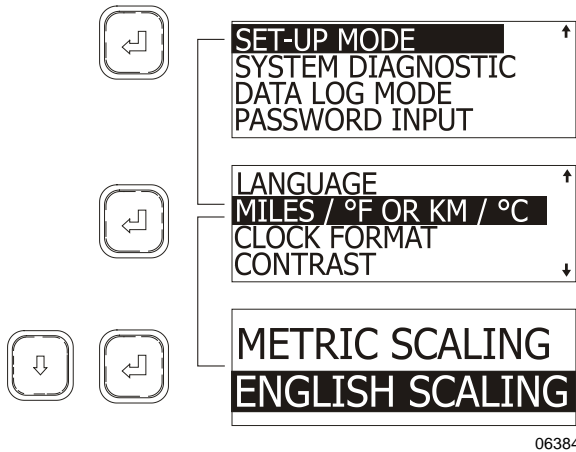 SET-UP MODE
SYSTEM DIAGNOSTIC
DATA LOG MODE
PASSWORD INPUT
LANGUAGE
MILES / °F OR KM / °C
CLOCK FORMAT
CONTRAST
METRIC SCALING
ENGLISH SCALING
06384